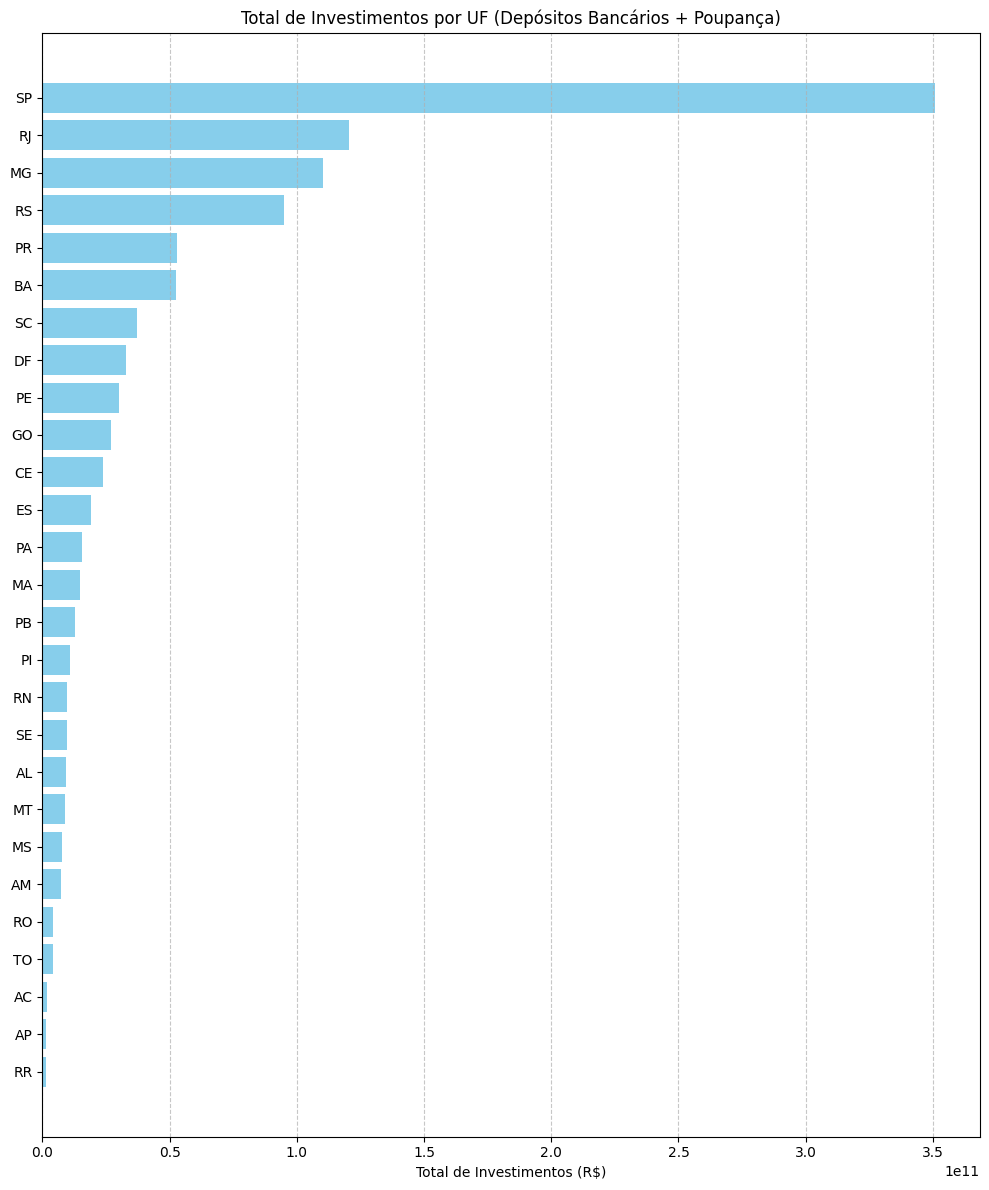 Total de Investimentos por UF (Depósitos Bancários + Poupança)
SP
RJ
MG
RS
PR
BA
SC
DF
PE
GO
CE
ES
PA
MA
PB
PI
RN
SE
AL
MT
MS
AM
RO
TO
AC
AP
RR
0.0 0.5 1.0 1.5 2.0 2.5 3.0 3.5
1e11
Total de Investimentos (R$)